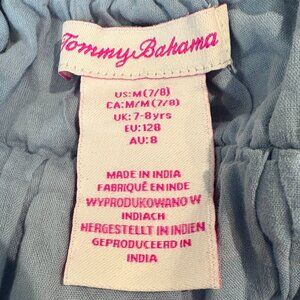 Tommy Bahama
US: M (7/8)
CA: M/M (7/8)
UK: 7-8yrs
EU: 128
AU: 8
MADE IN INDIA
FABRIQUÉ EN INDE
WYPRODUKOWANO W
INDIACH
HERGESTELLT IN INDIEN
GEPRODUCEERD IN
INDIA